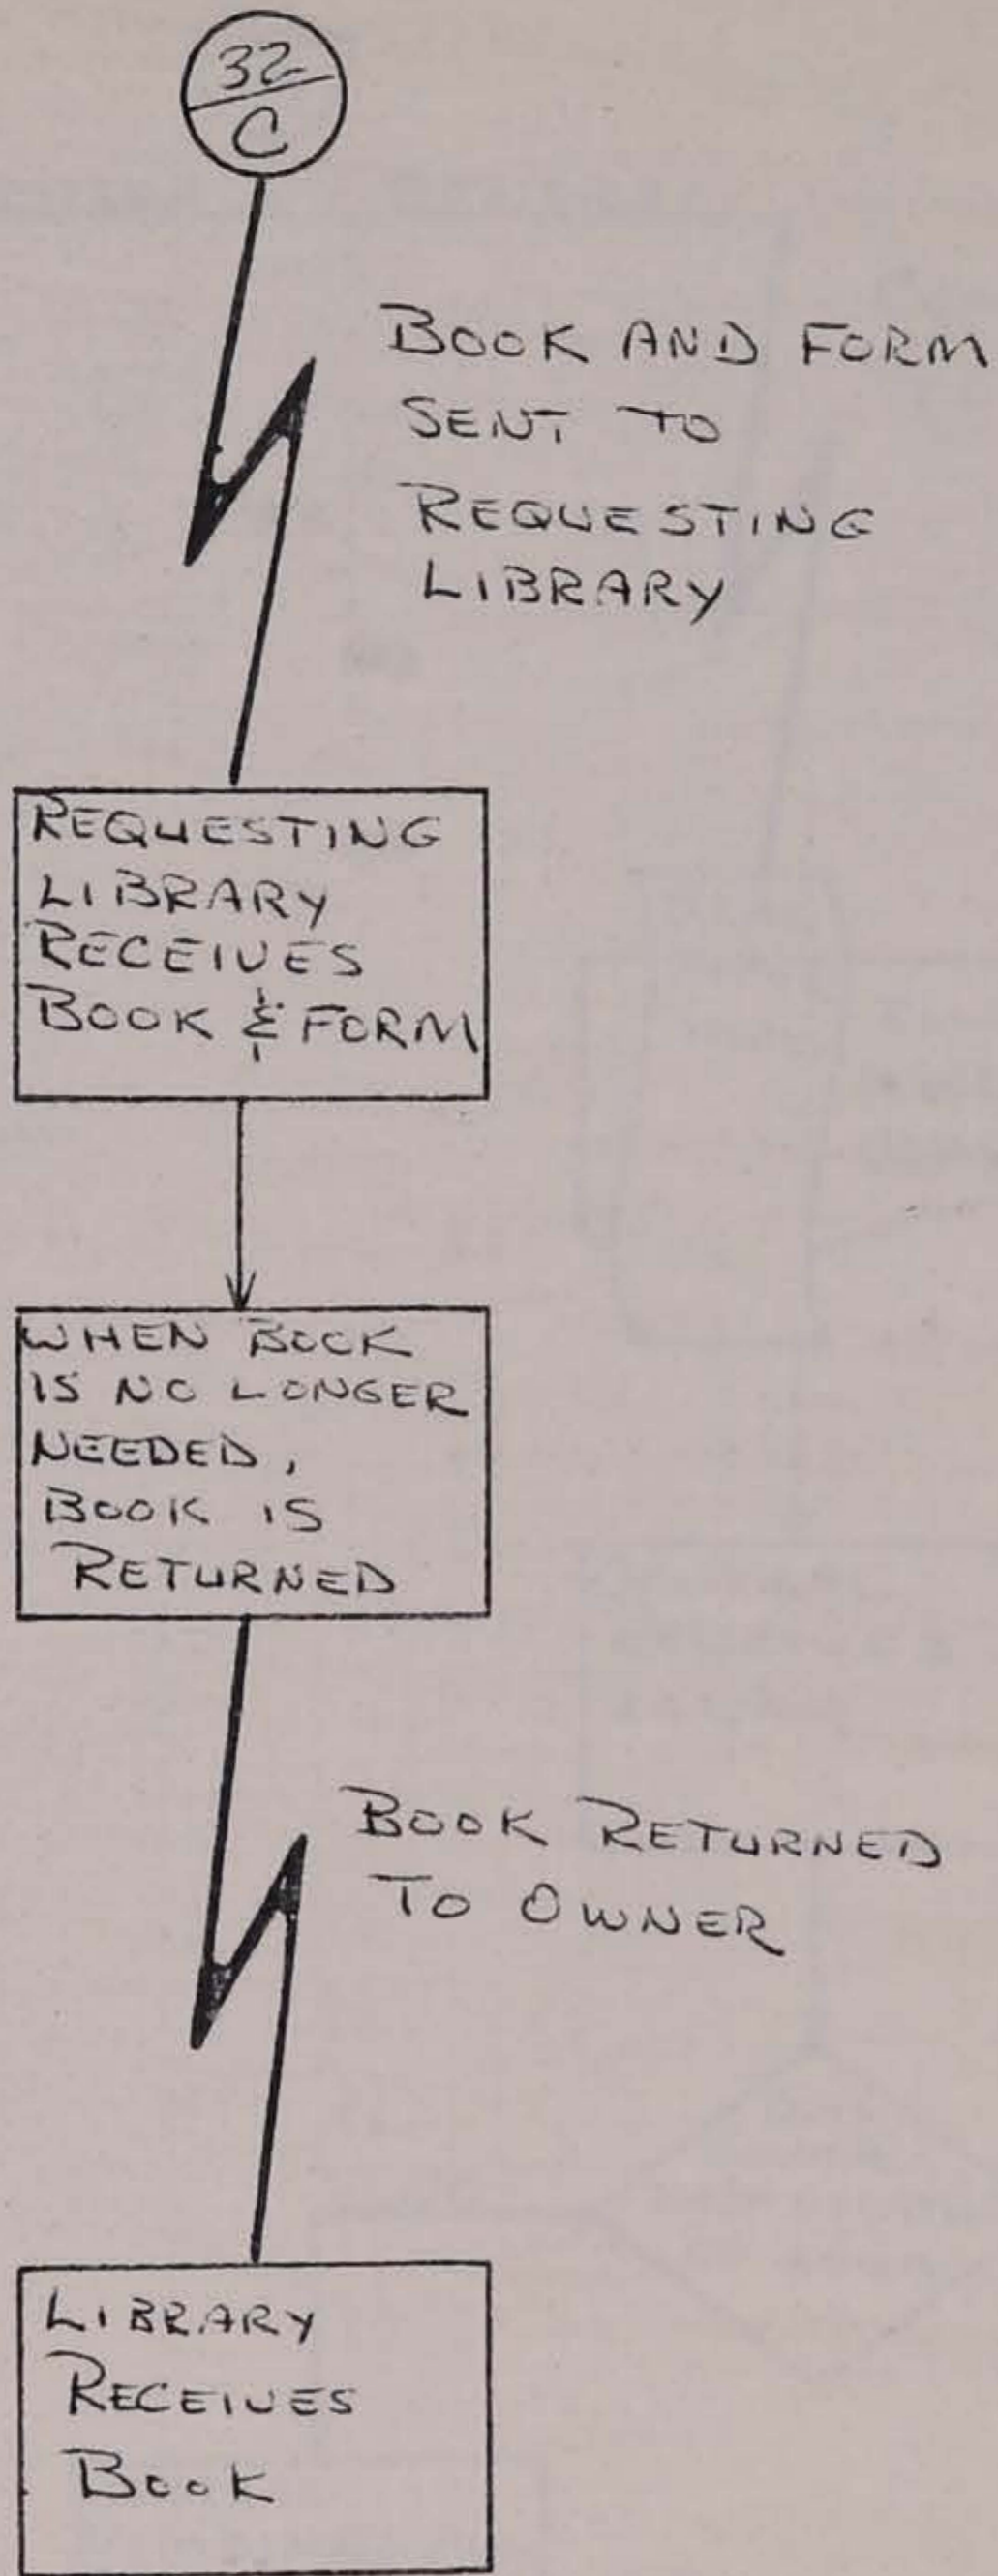 32
C
BOOK AND FORM
SENT TO
REQUESTING
LIBRARY
REQUESTING
LIBRARY
RECEIVES
BOOK & FORM
WHEN BOOK
IS NO LONGER
NEEDED,
BOOK IS
RETURNED
BOOK RETURNED
TO OWNER
LIBRARY
RECEIVES
BOOK